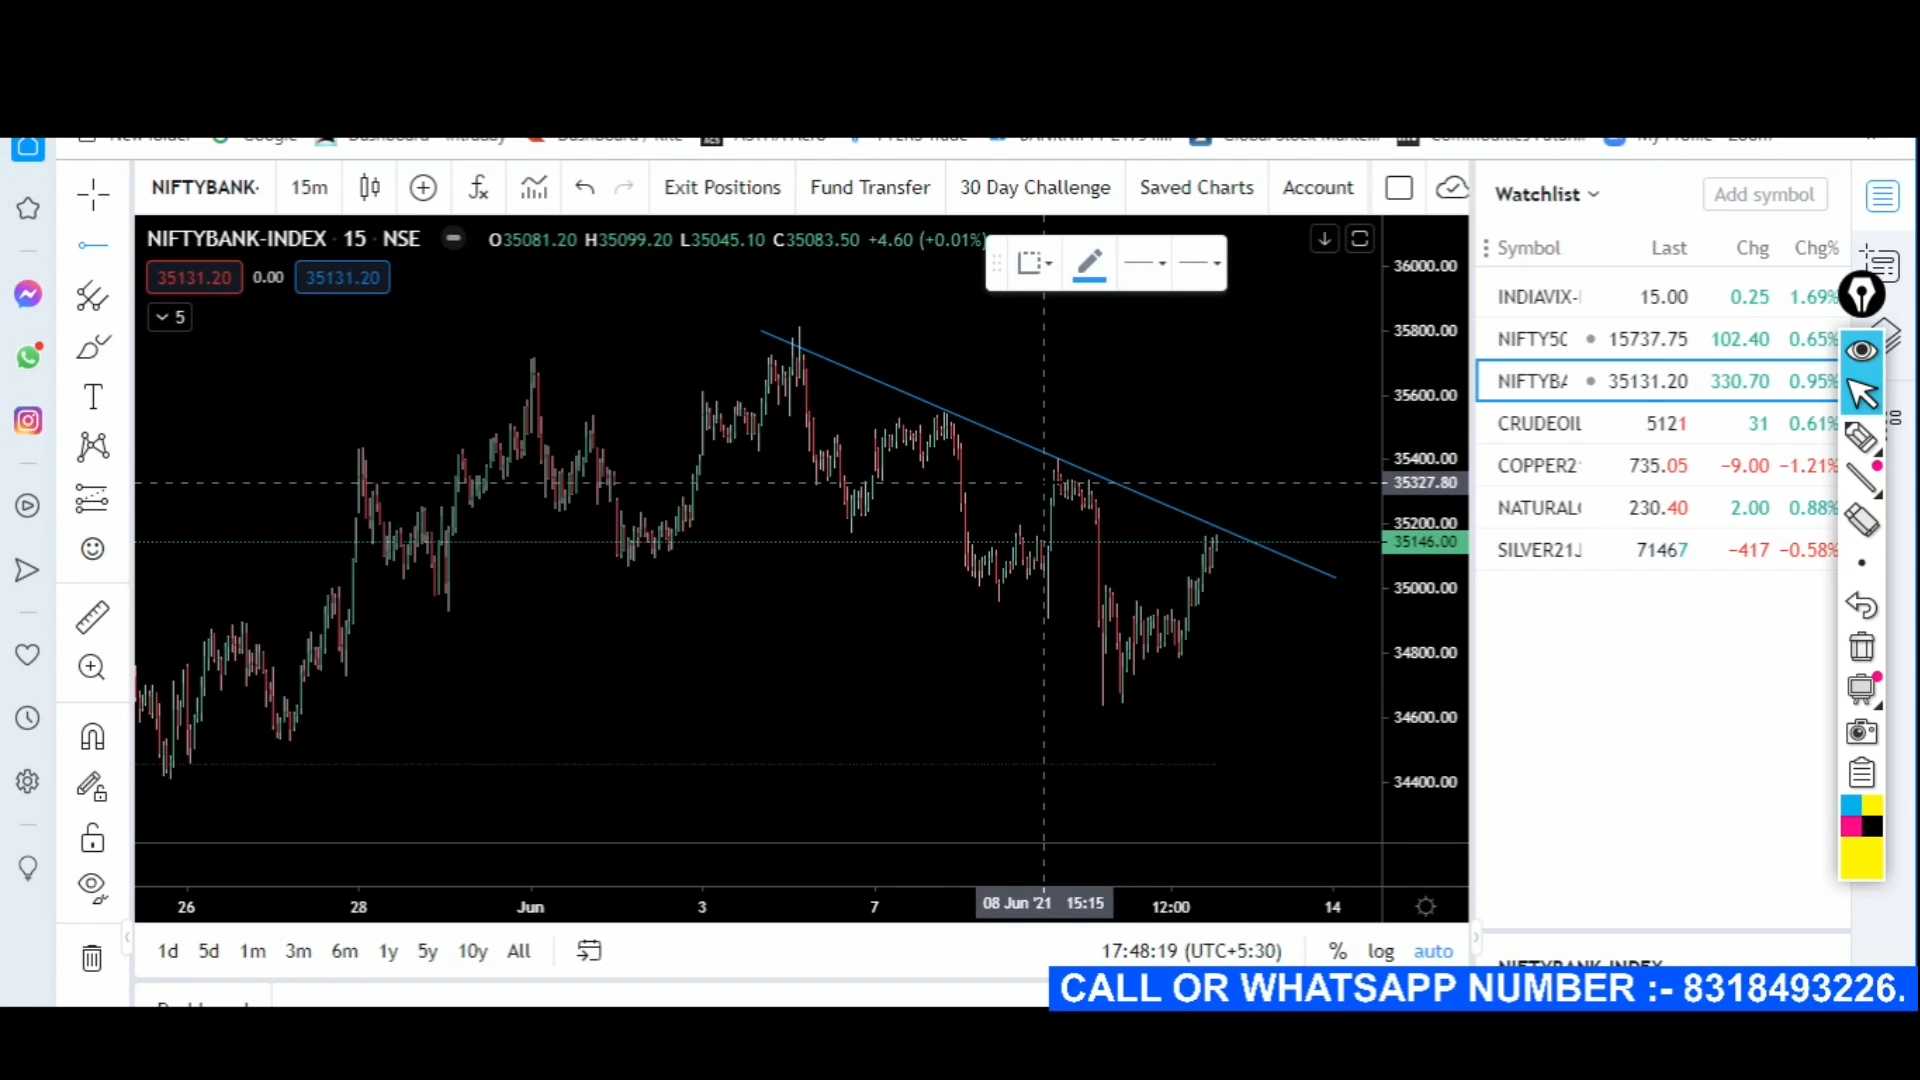 NIFTYBANK· 15m Exit Positions Fund Transfer 30 Day Challenge Saved Charts Account
NIFTYBANK-INDEX · 15 · NSE O35081.20 H35099.20 L35045.10 C35083.50 +4.60 (+0.01%)
35131.20 0.00 35131.20
5
36000.00
35800.00
35600.00
35400.00
35327.80
35200.00
35146.00
35000.00
34800.00
34600.00
34400.00
26 28 Jun 3 7 08 Jun '21 15:15 12:00 14
1d 5d 1m 3m 6m 1y 5y 10y All 17:48:19 (UTC+5:30) % log auto
Watchlist Add symbol
Symbol Last Chg Chg%
INDIAVIX- 15.00 0.25 1.69%
NIFTY50 15737.75 102.40 0.65%
NIFTYBA 35131.20 330.70 0.95%
CRUDEOIL 5121 31 0.61%
COPPER2 735.05 −9.00 −1.21%
NATURAL 230.40 2.00 0.88%
SILVER21J 71467 −417 −0.58%
CALL OR WHATSAPP NUMBER :- 8318493226.